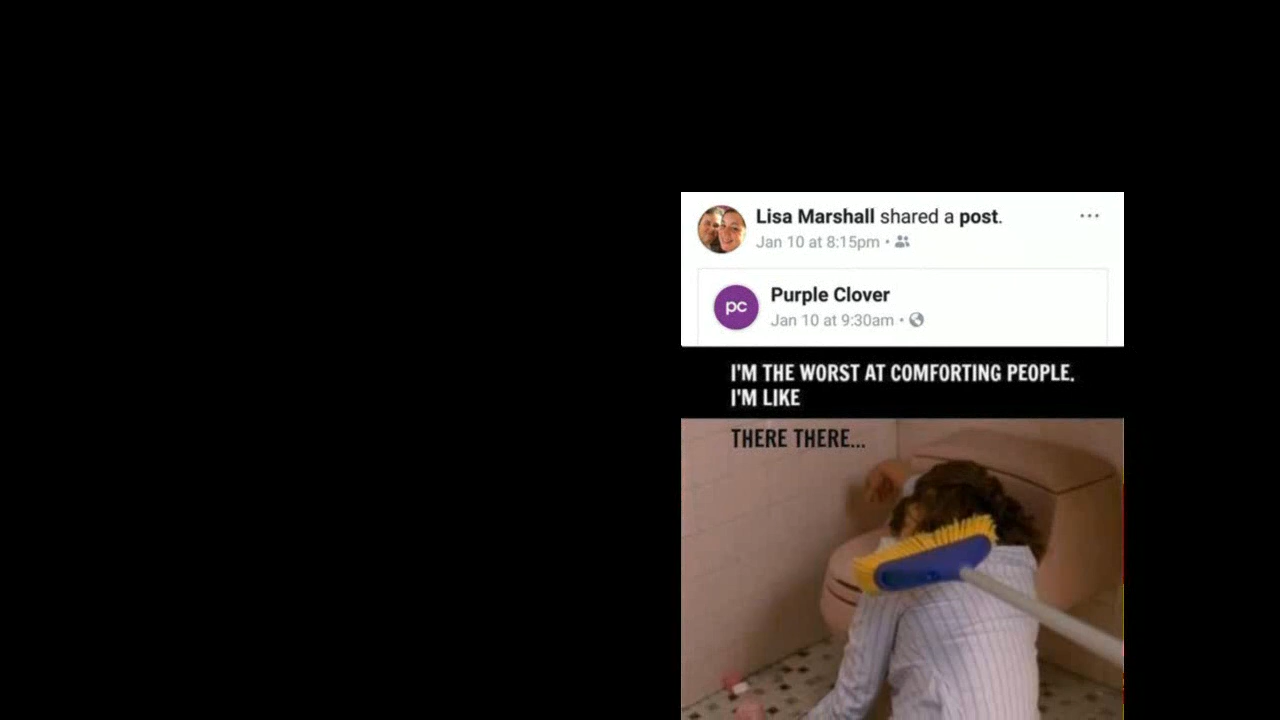 Lisa Marshall shared a post.
Jan 10 at 8:15pm
pc
Purple Clover
Jan 10 at 9:30am
I'M THE WORST AT COMFORTING PEOPLE.
I'M LIKE
THERE THERE...